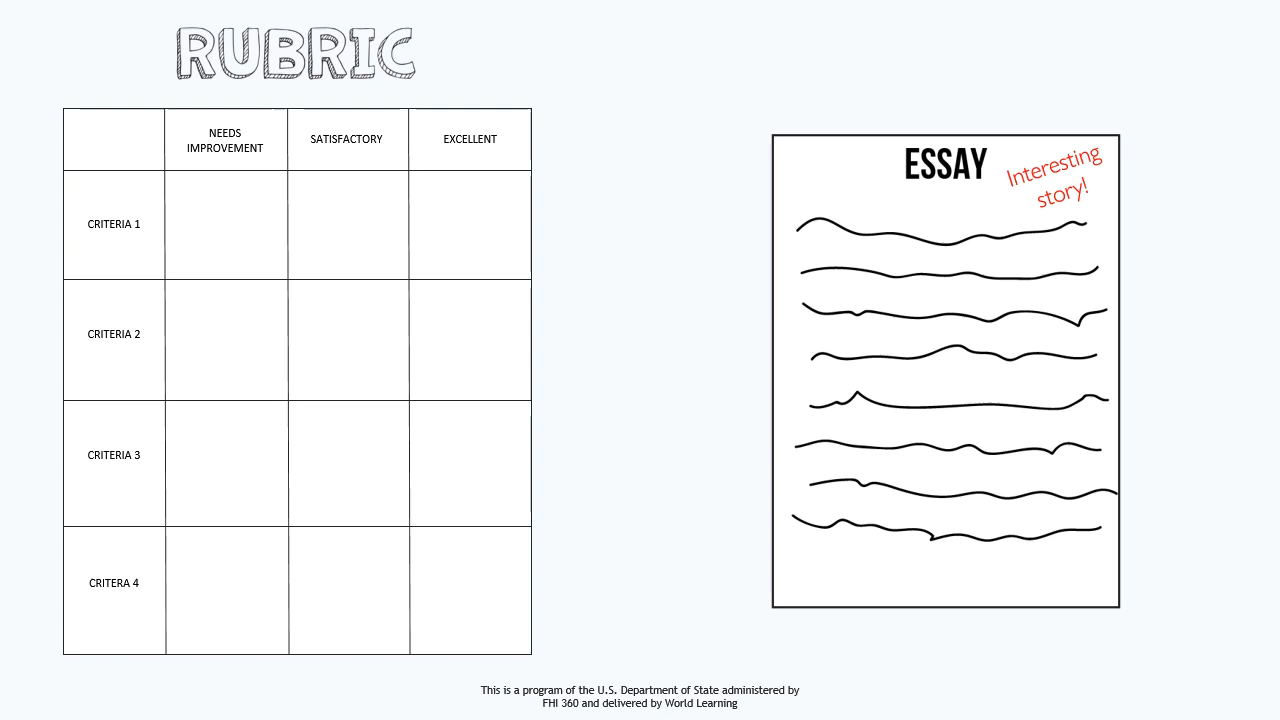 RUBRIC
NEEDS
IMPROVEMENT
SATISFACTORY
EXCELLENT
CRITERIA 1
CRITERIA 2
CRITERIA 3
CRITERA 4
ESSAY
Interesting
story!
This is a program of the U.S. Department of State administered by
FHI 360 and delivered by World Learning